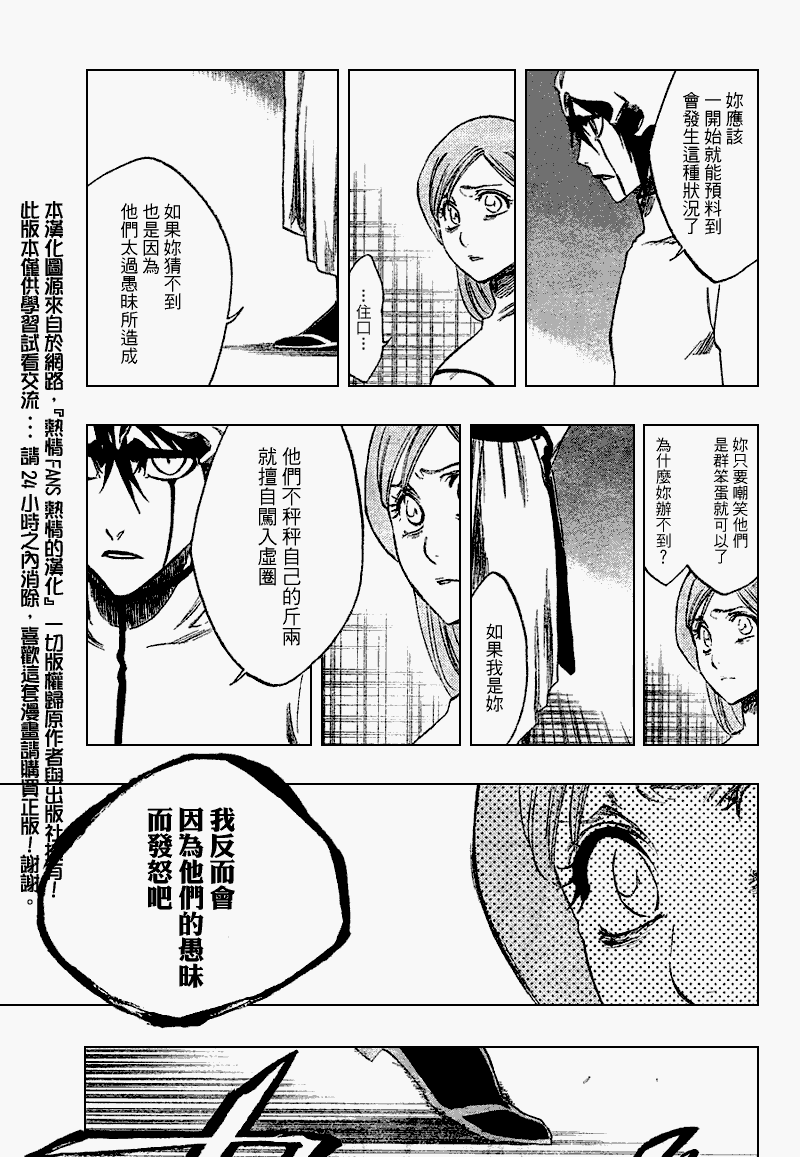 妳應該
一開始就能預料到
會發生這種狀況了
…住口…
如果妳猜不到
也是因為
他們太過愚昧所造成
妳只要嘲笑他們
是群笨蛋就可以了
為什麼妳辦不到？
如果我是妳
他們不秤秤自己的斤兩
就擅自闖入虛圈
我反而會
因為他們的愚昧
而發怒吧
本漢化圖源來自於網路，『熱情FANS熱情的漢化』一切版權歸原作者與出版社擁有！
此版本僅供學習試看交流…請24小時之內消除，喜歡這套漫畫請購買正版！謝謝。